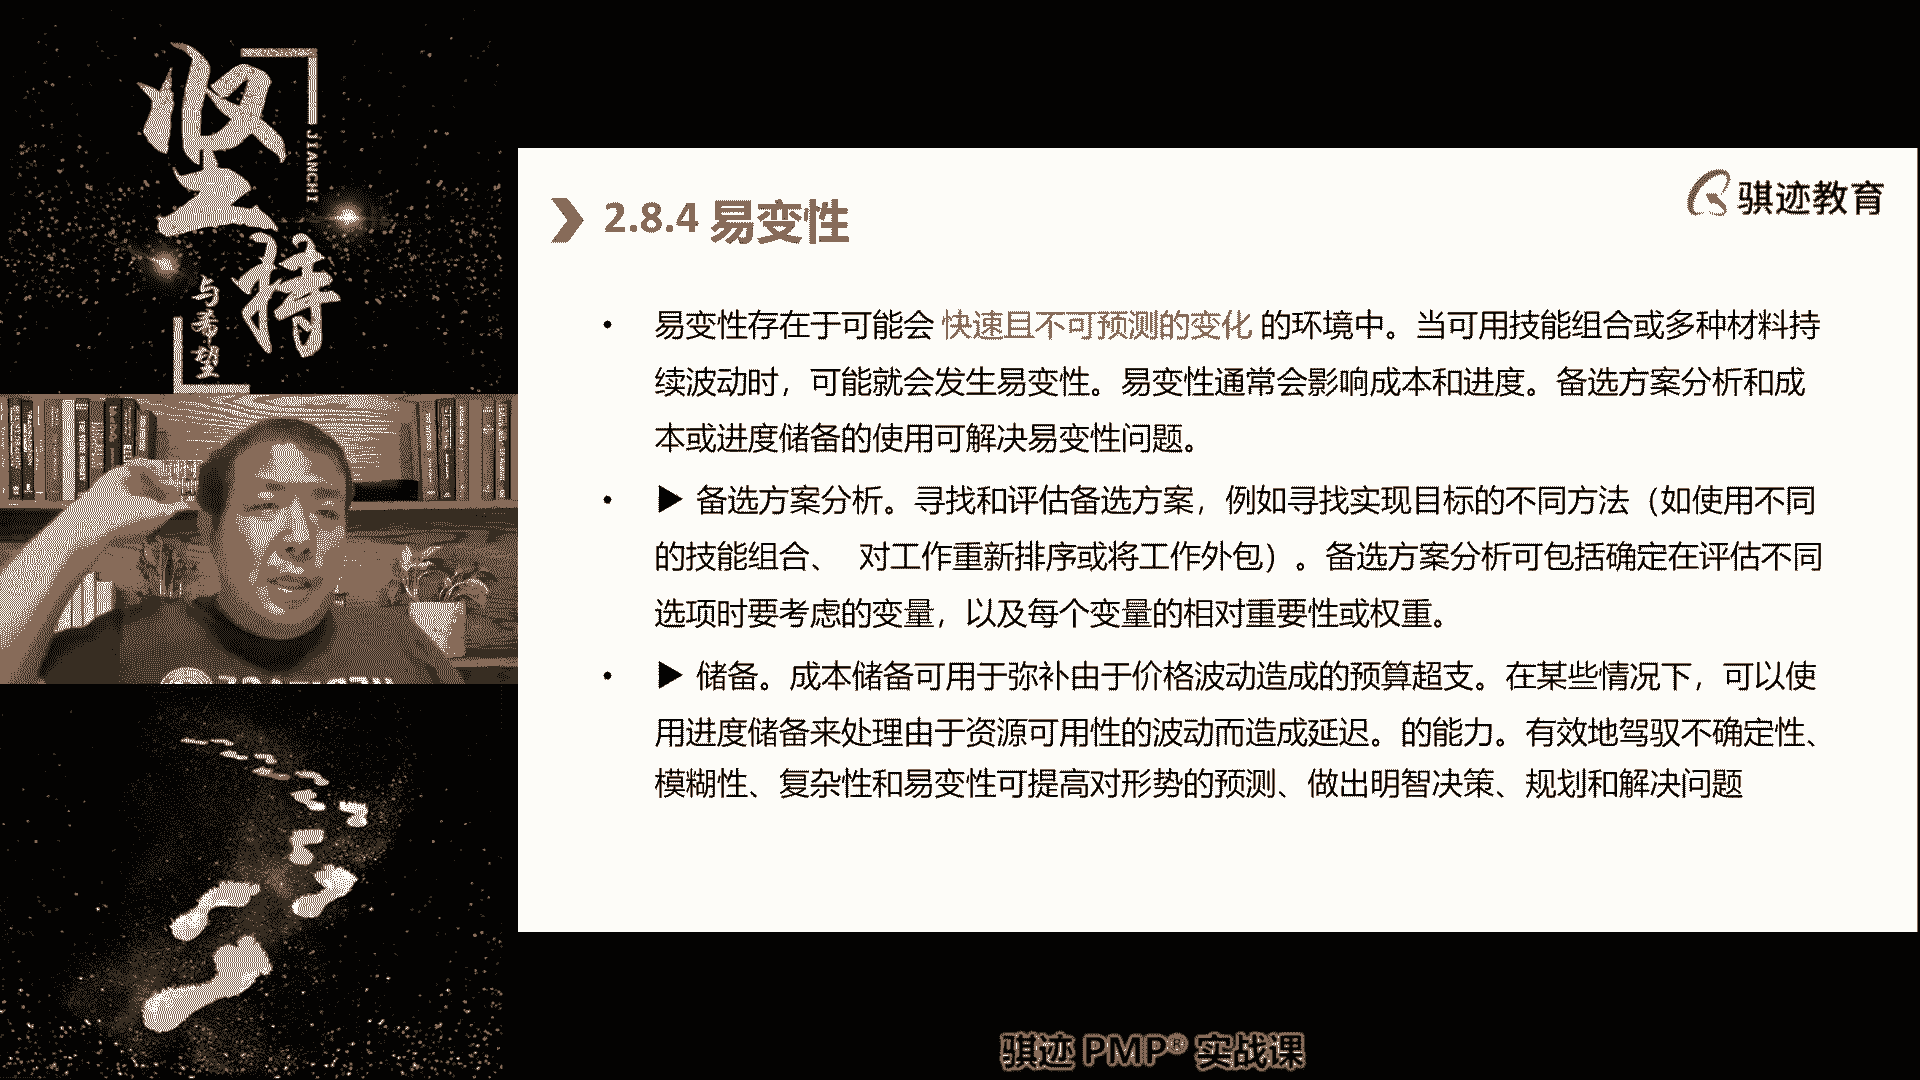 坚持
JIANCHI
与希望
骐迹教育
2.8.4 易变性
• 易变性存在于可能会 快速且不可预测的变化 的环境中。当可用技能组合或多种材料持
续波动时，可能就会发生易变性。易变性通常会影响成本和进度。备选方案分析和成
本或进度储备的使用可解决易变性问题。
• ▶ 备选方案分析。寻找和评估备选方案，例如寻找实现目标的不同方法（如使用不同
的技能组合、 对工作重新排序或将工作外包）。备选方案分析可包括确定在评估不同
选项时要考虑的变量，以及每个变量的相对重要性或权重。
• ▶ 储备。成本储备可用于弥补由于价格波动造成的预算超支。在某些情况下，可以使
用进度储备来处理由于资源可用性的波动而造成延迟。的能力。有效地驾驭不确定性、
模糊性、复杂性和易变性可提高对形势的预测、做出明智决策、规划和解决问题
骐迹 PMP® 实战课